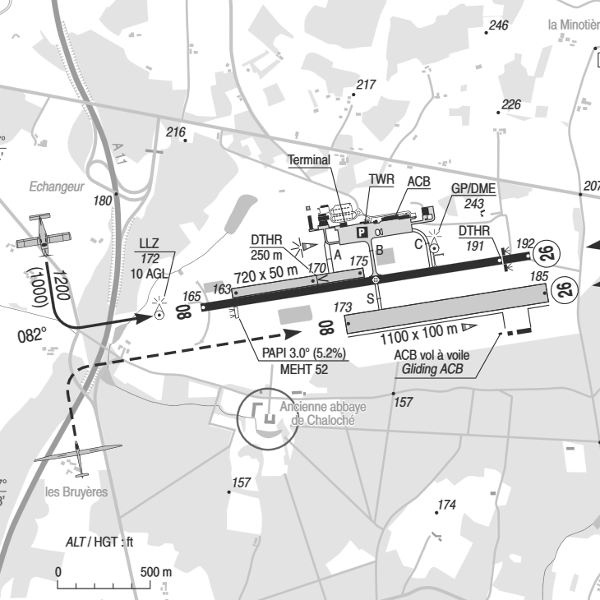 246
la Minotiè
217
226
A 11
216
Terminal
TWR
ACB
Echangeur
GP/DME
243
180
207
LLZ
172
10 AGL
DTHR
250 m
P
DTHR
191
192
26
A
B
C
720 x 50 m
170
175
1200
(1000)
165
163
185
26
08
S
173
082°
08
1100 x 100 m
PAPI 3.0° (5.2%)
MEHT 52
ACB vol à voile
Gliding ACB
Ancienne abbaye
de Chaloché
157
157
les Bruyères
174
ALT / HGT : ft
0
500 m